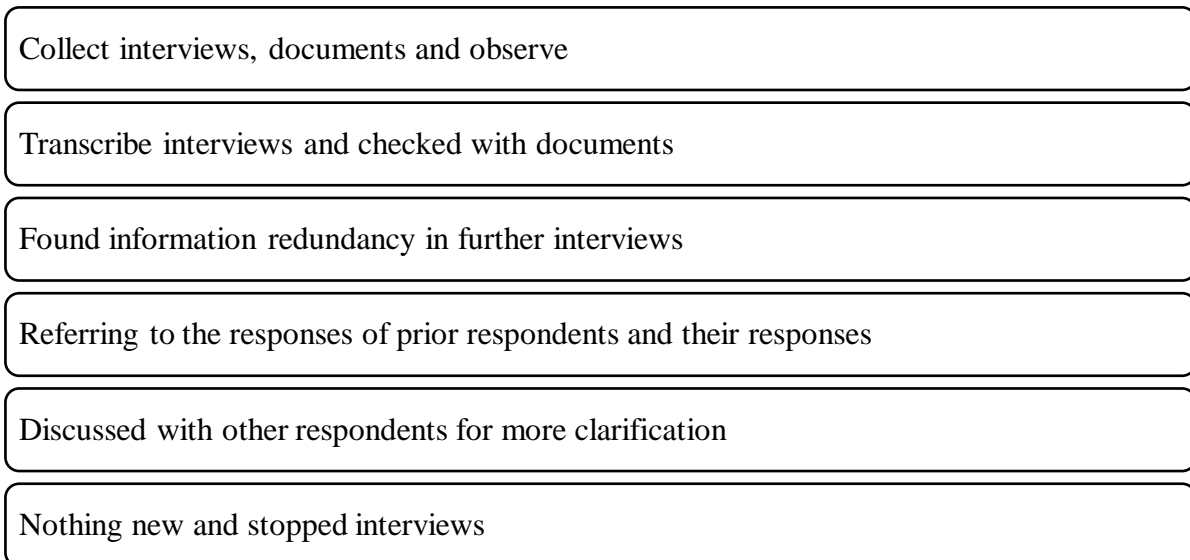 Collect interviews, documents and observe
Transcribe interviews and checked with documents
Found information redundancy in further interviews
Referring to the responses of prior respondents and their responses
Discussed with other respondents for more clarification
Nothing new and stopped interviews